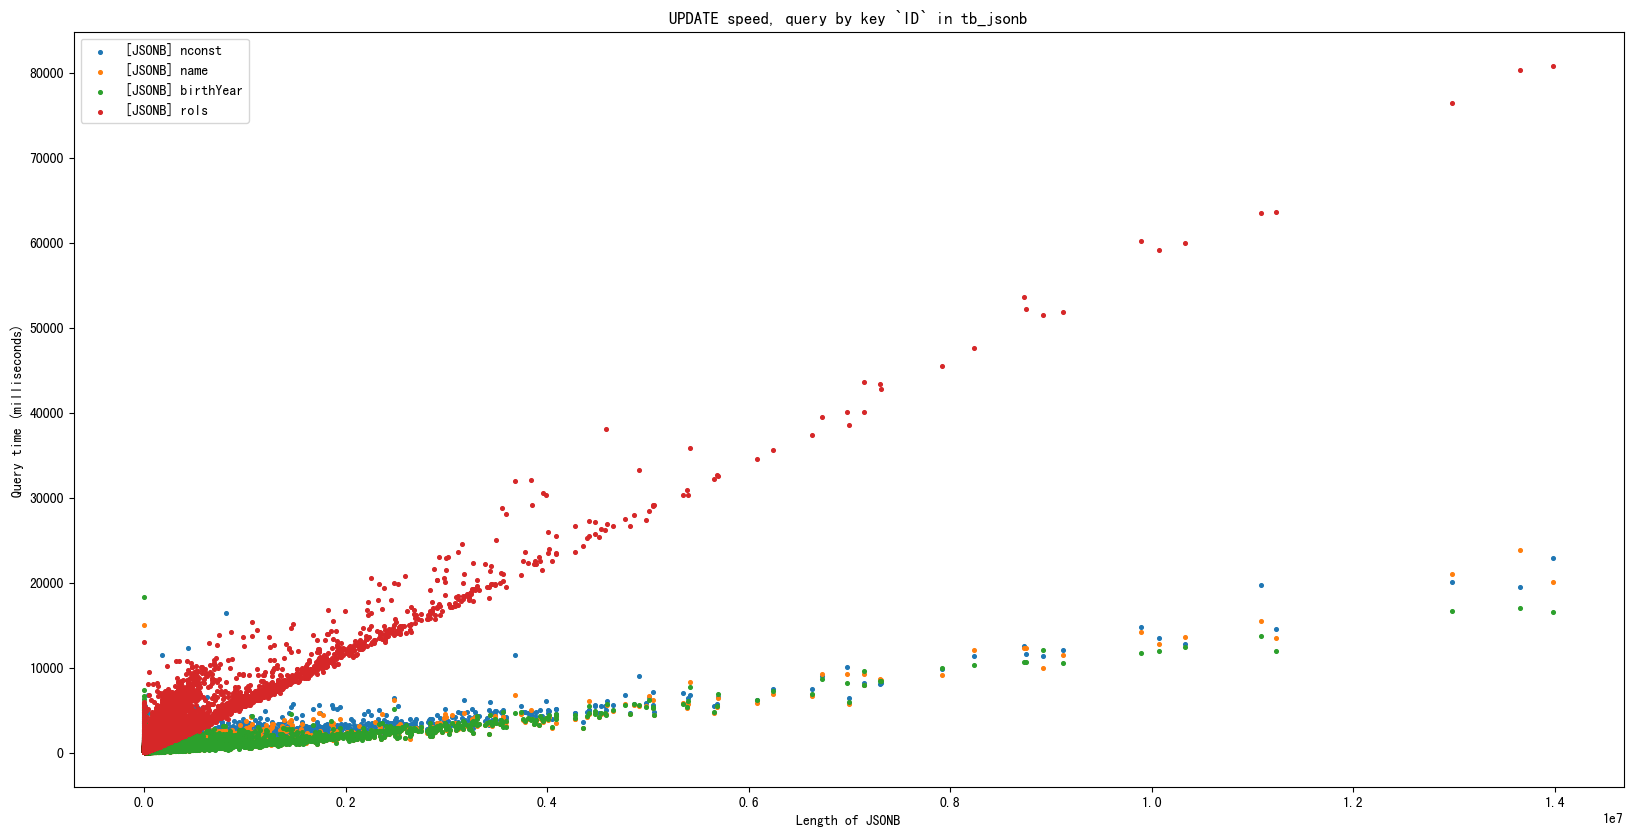 UPDATE speed, query by key `ID` in tb_jsonb
[JSONB] nconst
[JSONB] name
[JSONB] birthYear
[JSONB] rols
80000
70000
60000
50000
40000
30000
20000
10000
0
Query time (milliseconds)
0.0 0.2 0.4 0.6 0.8 1.0 1.2 1.4
1e7
Length of JSONB